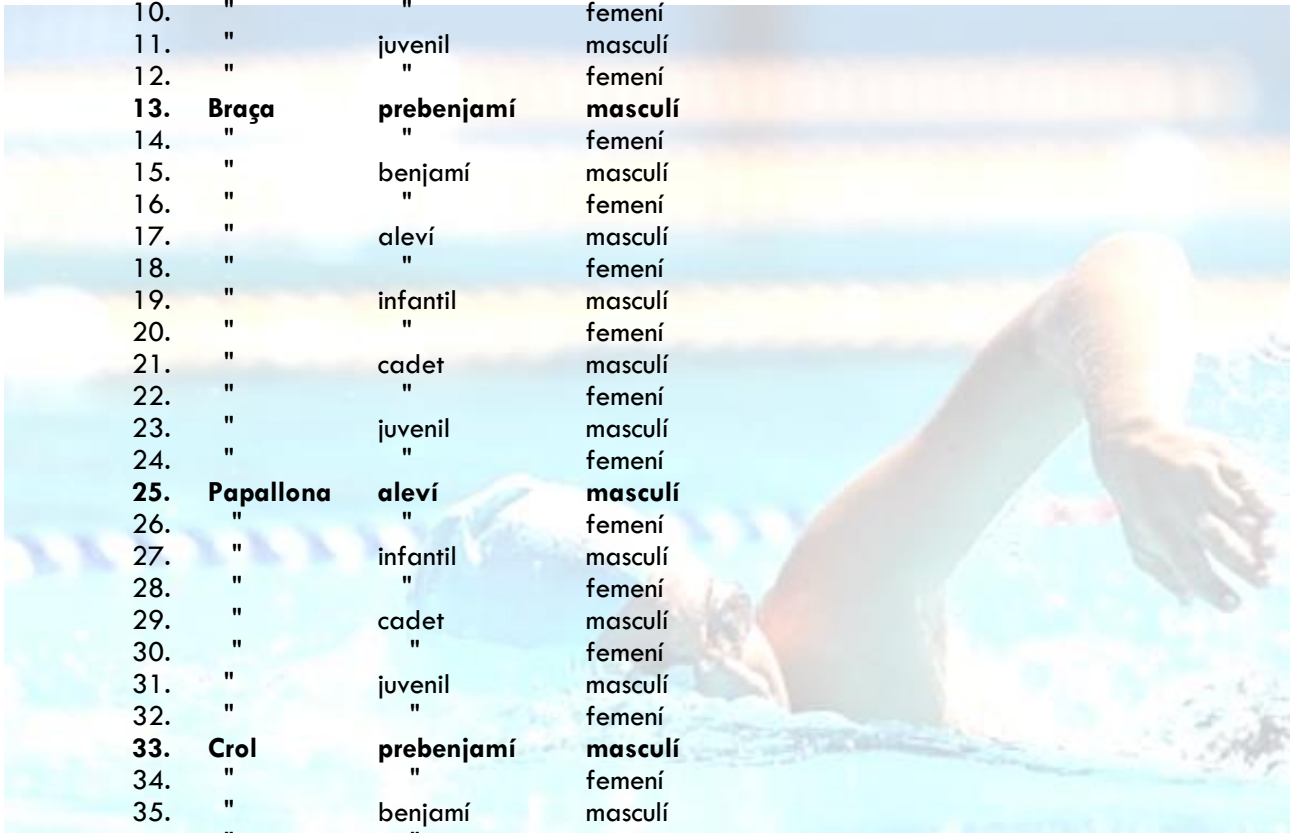 10. " " femení
11. " juvenil masculí
12. " " femení
13. Braça prebenjamí masculí
14. " " femení
15. " benjamí masculí
16. " " femení
17. " aleví masculí
18. " " femení
19. " infantil masculí
20. " " femení
21. " cadet masculí
22. " " femení
23. " juvenil masculí
24. " " femení
25. Papallona aleví masculí
26. " " femení
27. " infantil masculí
28. " " femení
29. " cadet masculí
30. " " femení
31. " juvenil masculí
32. " " femení
33. Crol prebenjamí masculí
34. " " femení
35. " benjamí masculí
" "